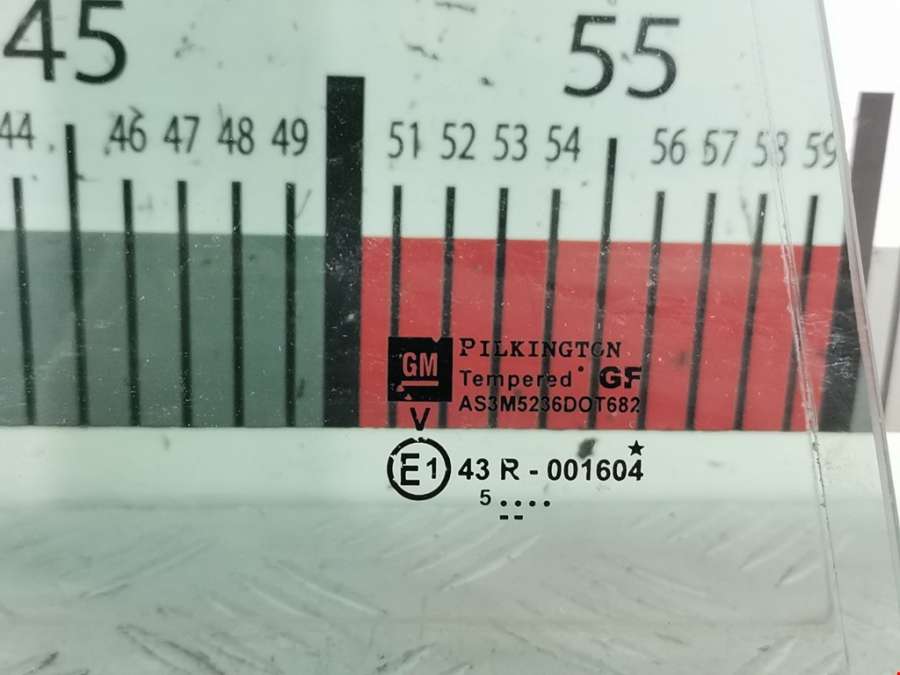 45 55
44 46 47 48 49 51 52 53 54 56 57 58 59
GM PILKINGTON
Tempered GF
AS3M5236DOT682
V
E1 43 R - 001604
5 ....
--